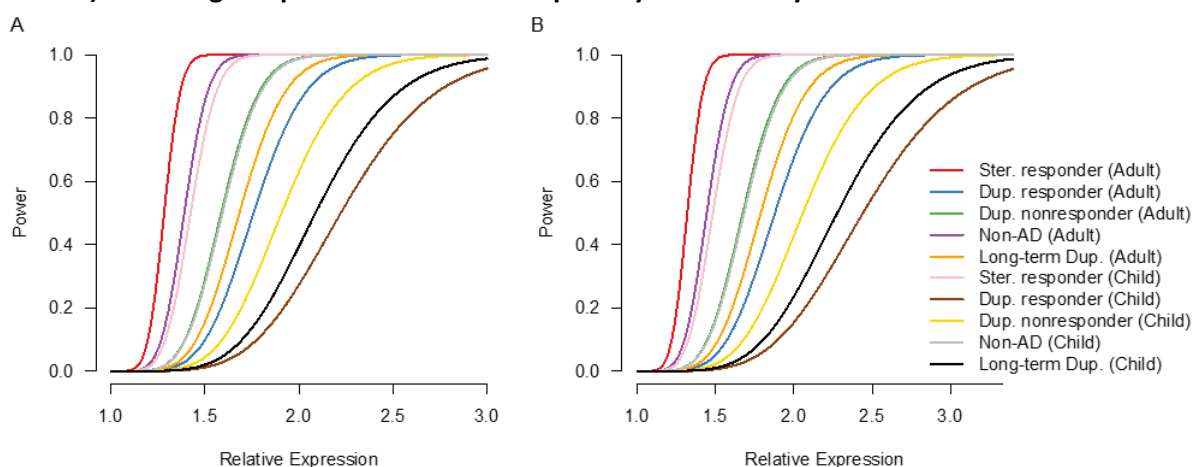 A
B
1.0
0.8
0.6
0.4
0.2
0.0
Power
1.0 1.5 2.0 2.5 3.0
Relative Expression
1.0
0.8
0.6
0.4
0.2
0.0
Power
1.0 1.5 2.0 2.5 3.0
Relative Expression
Ster. responder (Adult)
Dup. responder (Adult)
Dup. nonresponder (Adult)
Non-AD (Adult)
Long-term Dup. (Adult)
Ster. responder (Child)
Dup. responder (Child)
Dup. nonresponder (Child)
Non-AD (Child)
Long-term Dup. (Child)